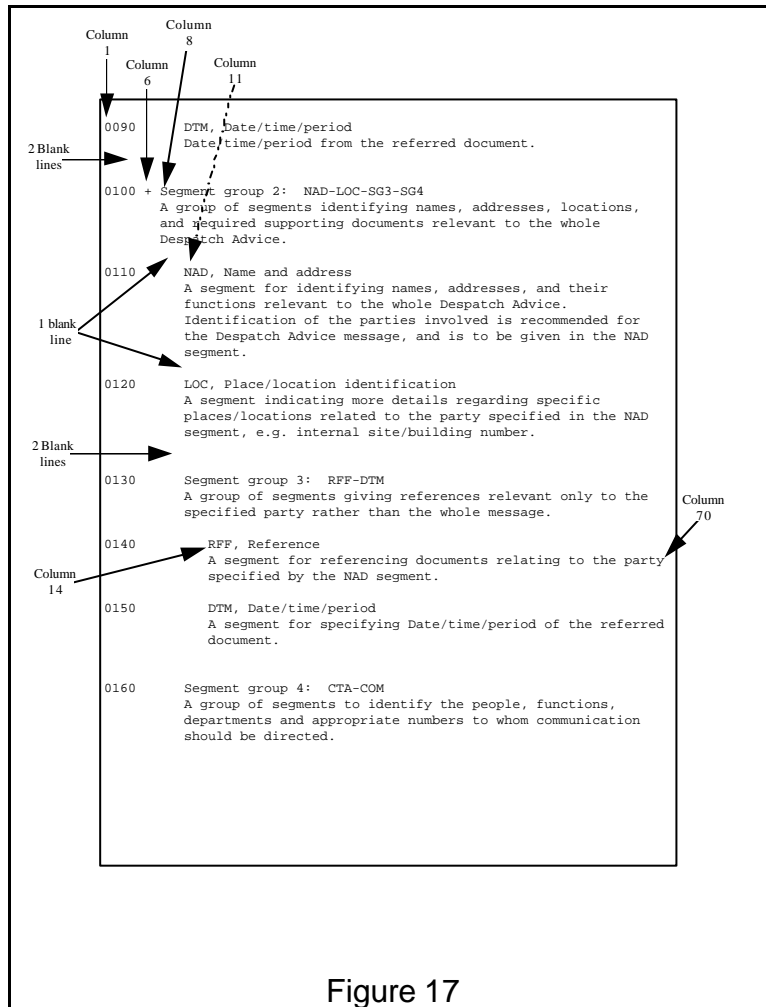 Column
1
Column
8
Column
6
Column
11
0090 DTM, Date/time/period
Date/time/period from the referred document.
2 Blank
lines
0100 + Segment group 2: NAD-LOC-SG3-SG4
A group of segments identifying names, addresses, locations,
and required supporting documents relevant to the whole
Despatch Advice.
0110 NAD, Name and address
A segment for identifying names, addresses, and their
functions relevant to the whole Despatch Advice.
Identification of the parties involved is recommended for
the Despatch Advice message, and is to be given in the NAD
segment.
1 blank
line
0120 LOC, Place/location identification
A segment indicating more details regarding specific
places/locations related to the party specified in the NAD
segment, e.g. internal site/building number.
2 Blank
lines
0130 Segment group 3: RFF-DTM
A group of segments giving references relevant only to the
specified party rather than the whole message.
Column
70
0140 RFF, Reference
A segment for referencing documents relating to the party
specified by the NAD segment.
Column
14
0150 DTM, Date/time/period
A segment for specifying Date/time/period of the referred
document.
0160 Segment group 4: CTA-COM
A group of segments to identify the people, functions,
departments and appropriate numbers to whom communication
should be directed.
Figure 17